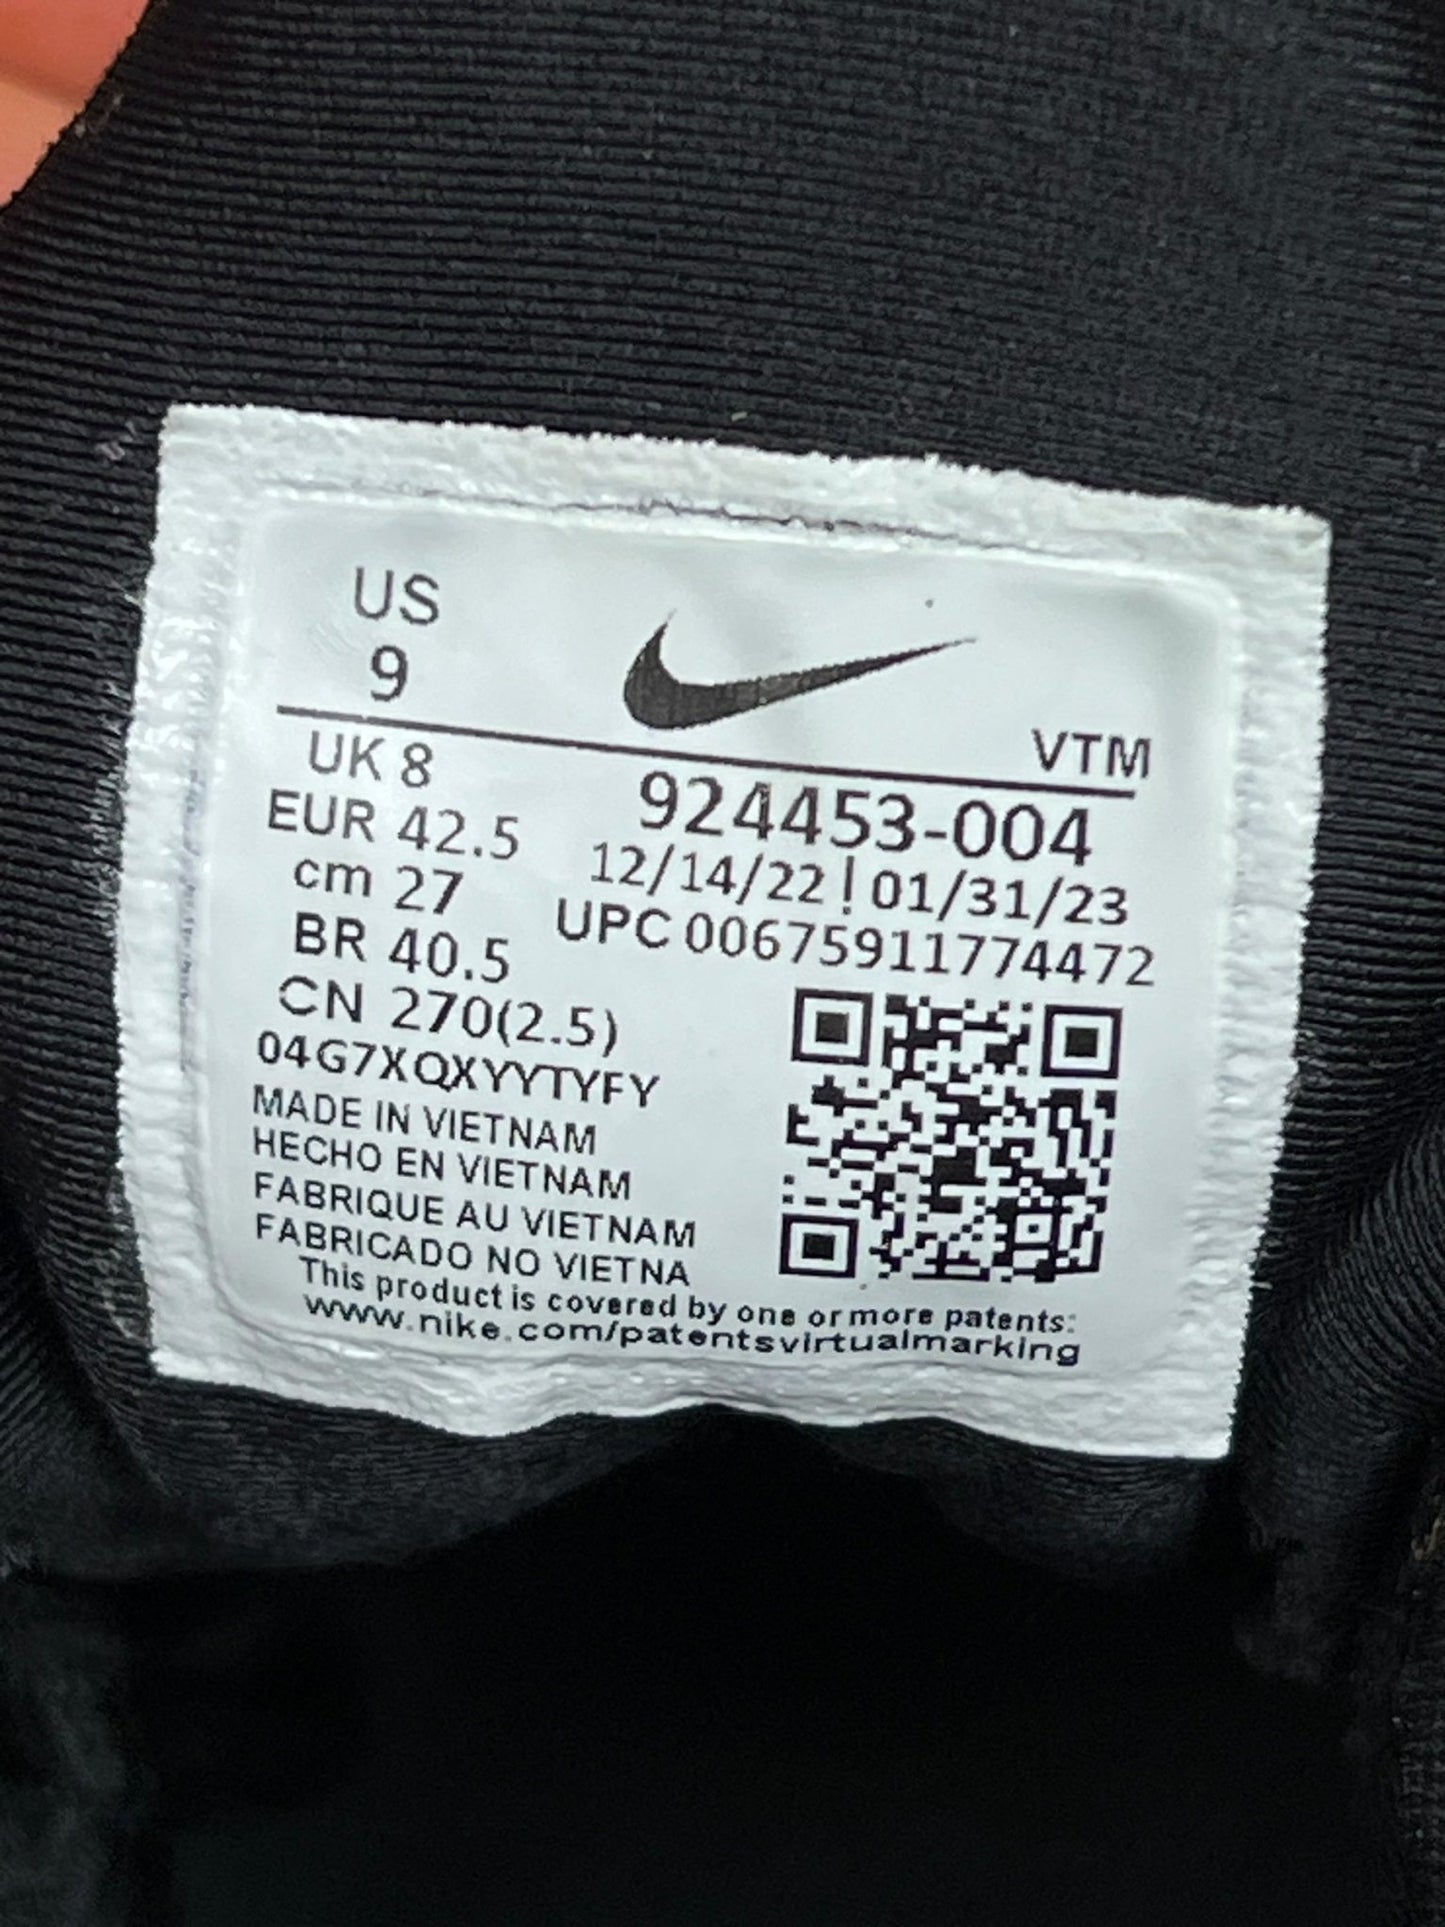 US
9
VTM
UK 8
924453-004
EUR 42.5
12/14/22 ! 01/31/23
cm 27
UPC 00675911774472
BR 40.5
CN 270(2.5)
04G7XQXYYTYFY
MADE IN VIETNAM
HECHO EN VIETNAM
FABRIQUE AU VIETNAM
FABRICADO NO VIETNA
This product is covered by one or more patents:
www.nike.com/patentsvirtualmarking